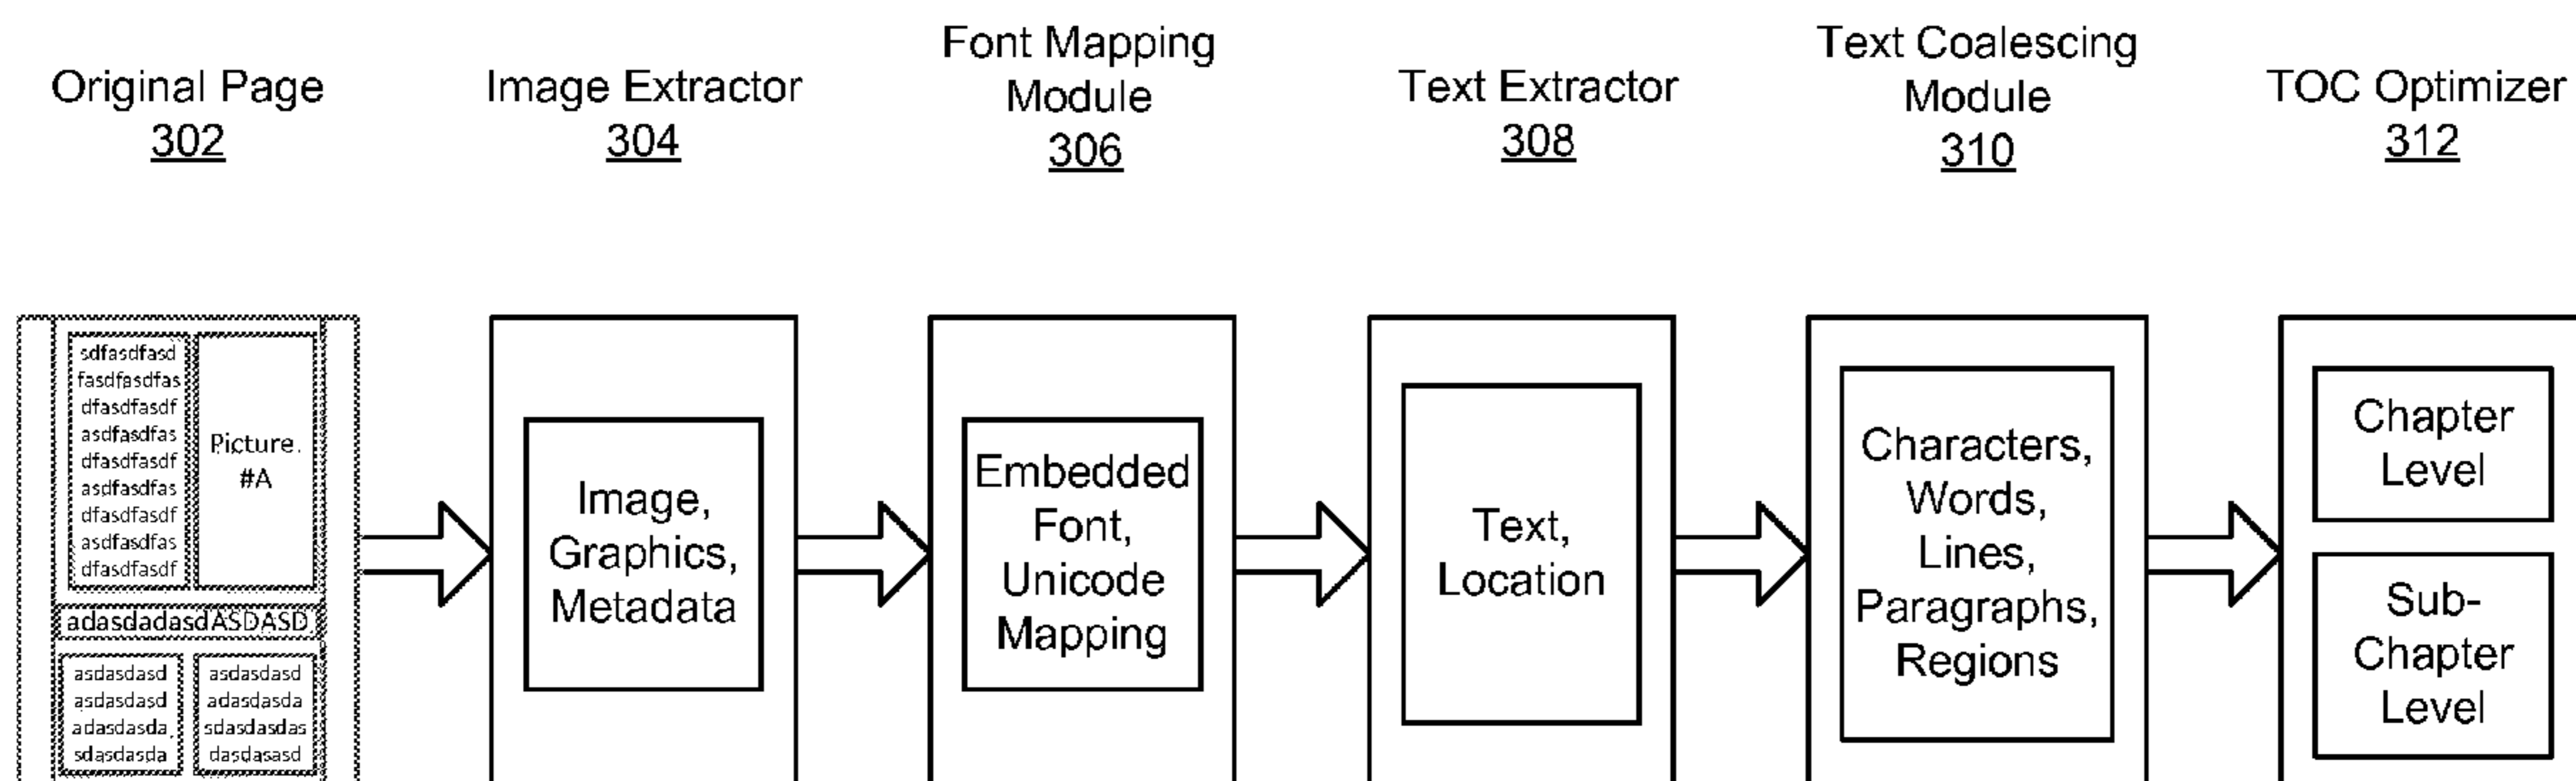 Original Page
302
Image Extractor
304
Font Mapping
Module
306
Text Extractor
308
Text Coalescing
Module
310
TOC Optimizer
312
sdfasdfasd
fasdfasdfas
dfasdfasdf
asdfasdfas
dfasdfasdf
asdfasdfas
dfasdfasdf
asdfasdfas
dfasdfasdf
Picture.
#A
adasdadasdASDASD
asdasdasd
asdasdasd
adasdasda
sdasdasda
asdasdasd
adasdasda
sdasdasdas
dasdasasd
Image,
Graphics,
Metadata
Embedded
Font,
Unicode
Mapping
Text,
Location
Characters,
Words,
Lines,
Paragraphs,
Regions
Chapter
Level
Sub-
Chapter
Level